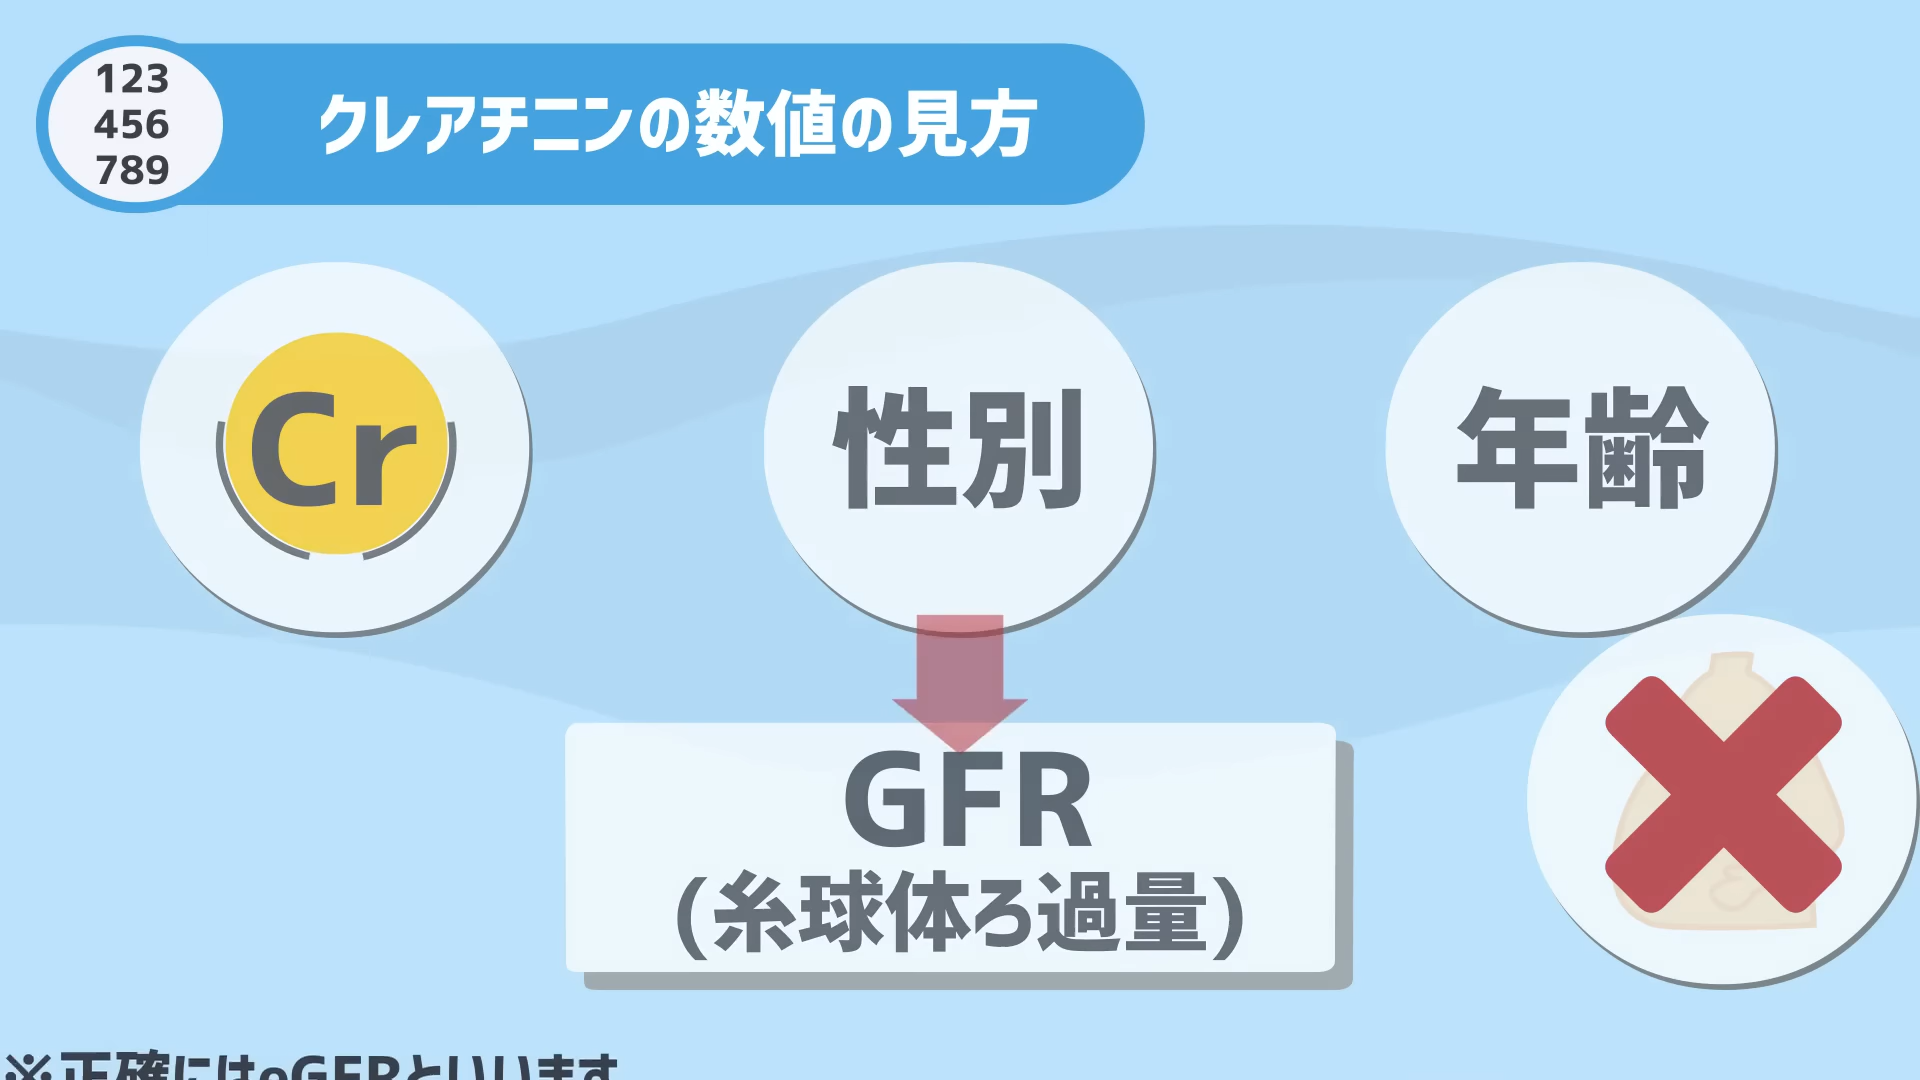 123
456
789
クレアチニンの数値の見方
Cr
性別
年齢
GFR
(糸球体ろ過量)
※正確にはeGFRといいます